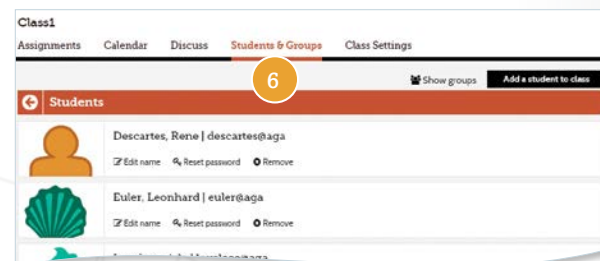 Class1
Assignments Calendar Discuss Students & Groups Class Settings
6
Show groups Add a student to class
Students
Descartes, Rene | descartes@aga
Edit name Reset password Remove
Euler, Leonhard | euler@aga
Edit name Reset password Remove